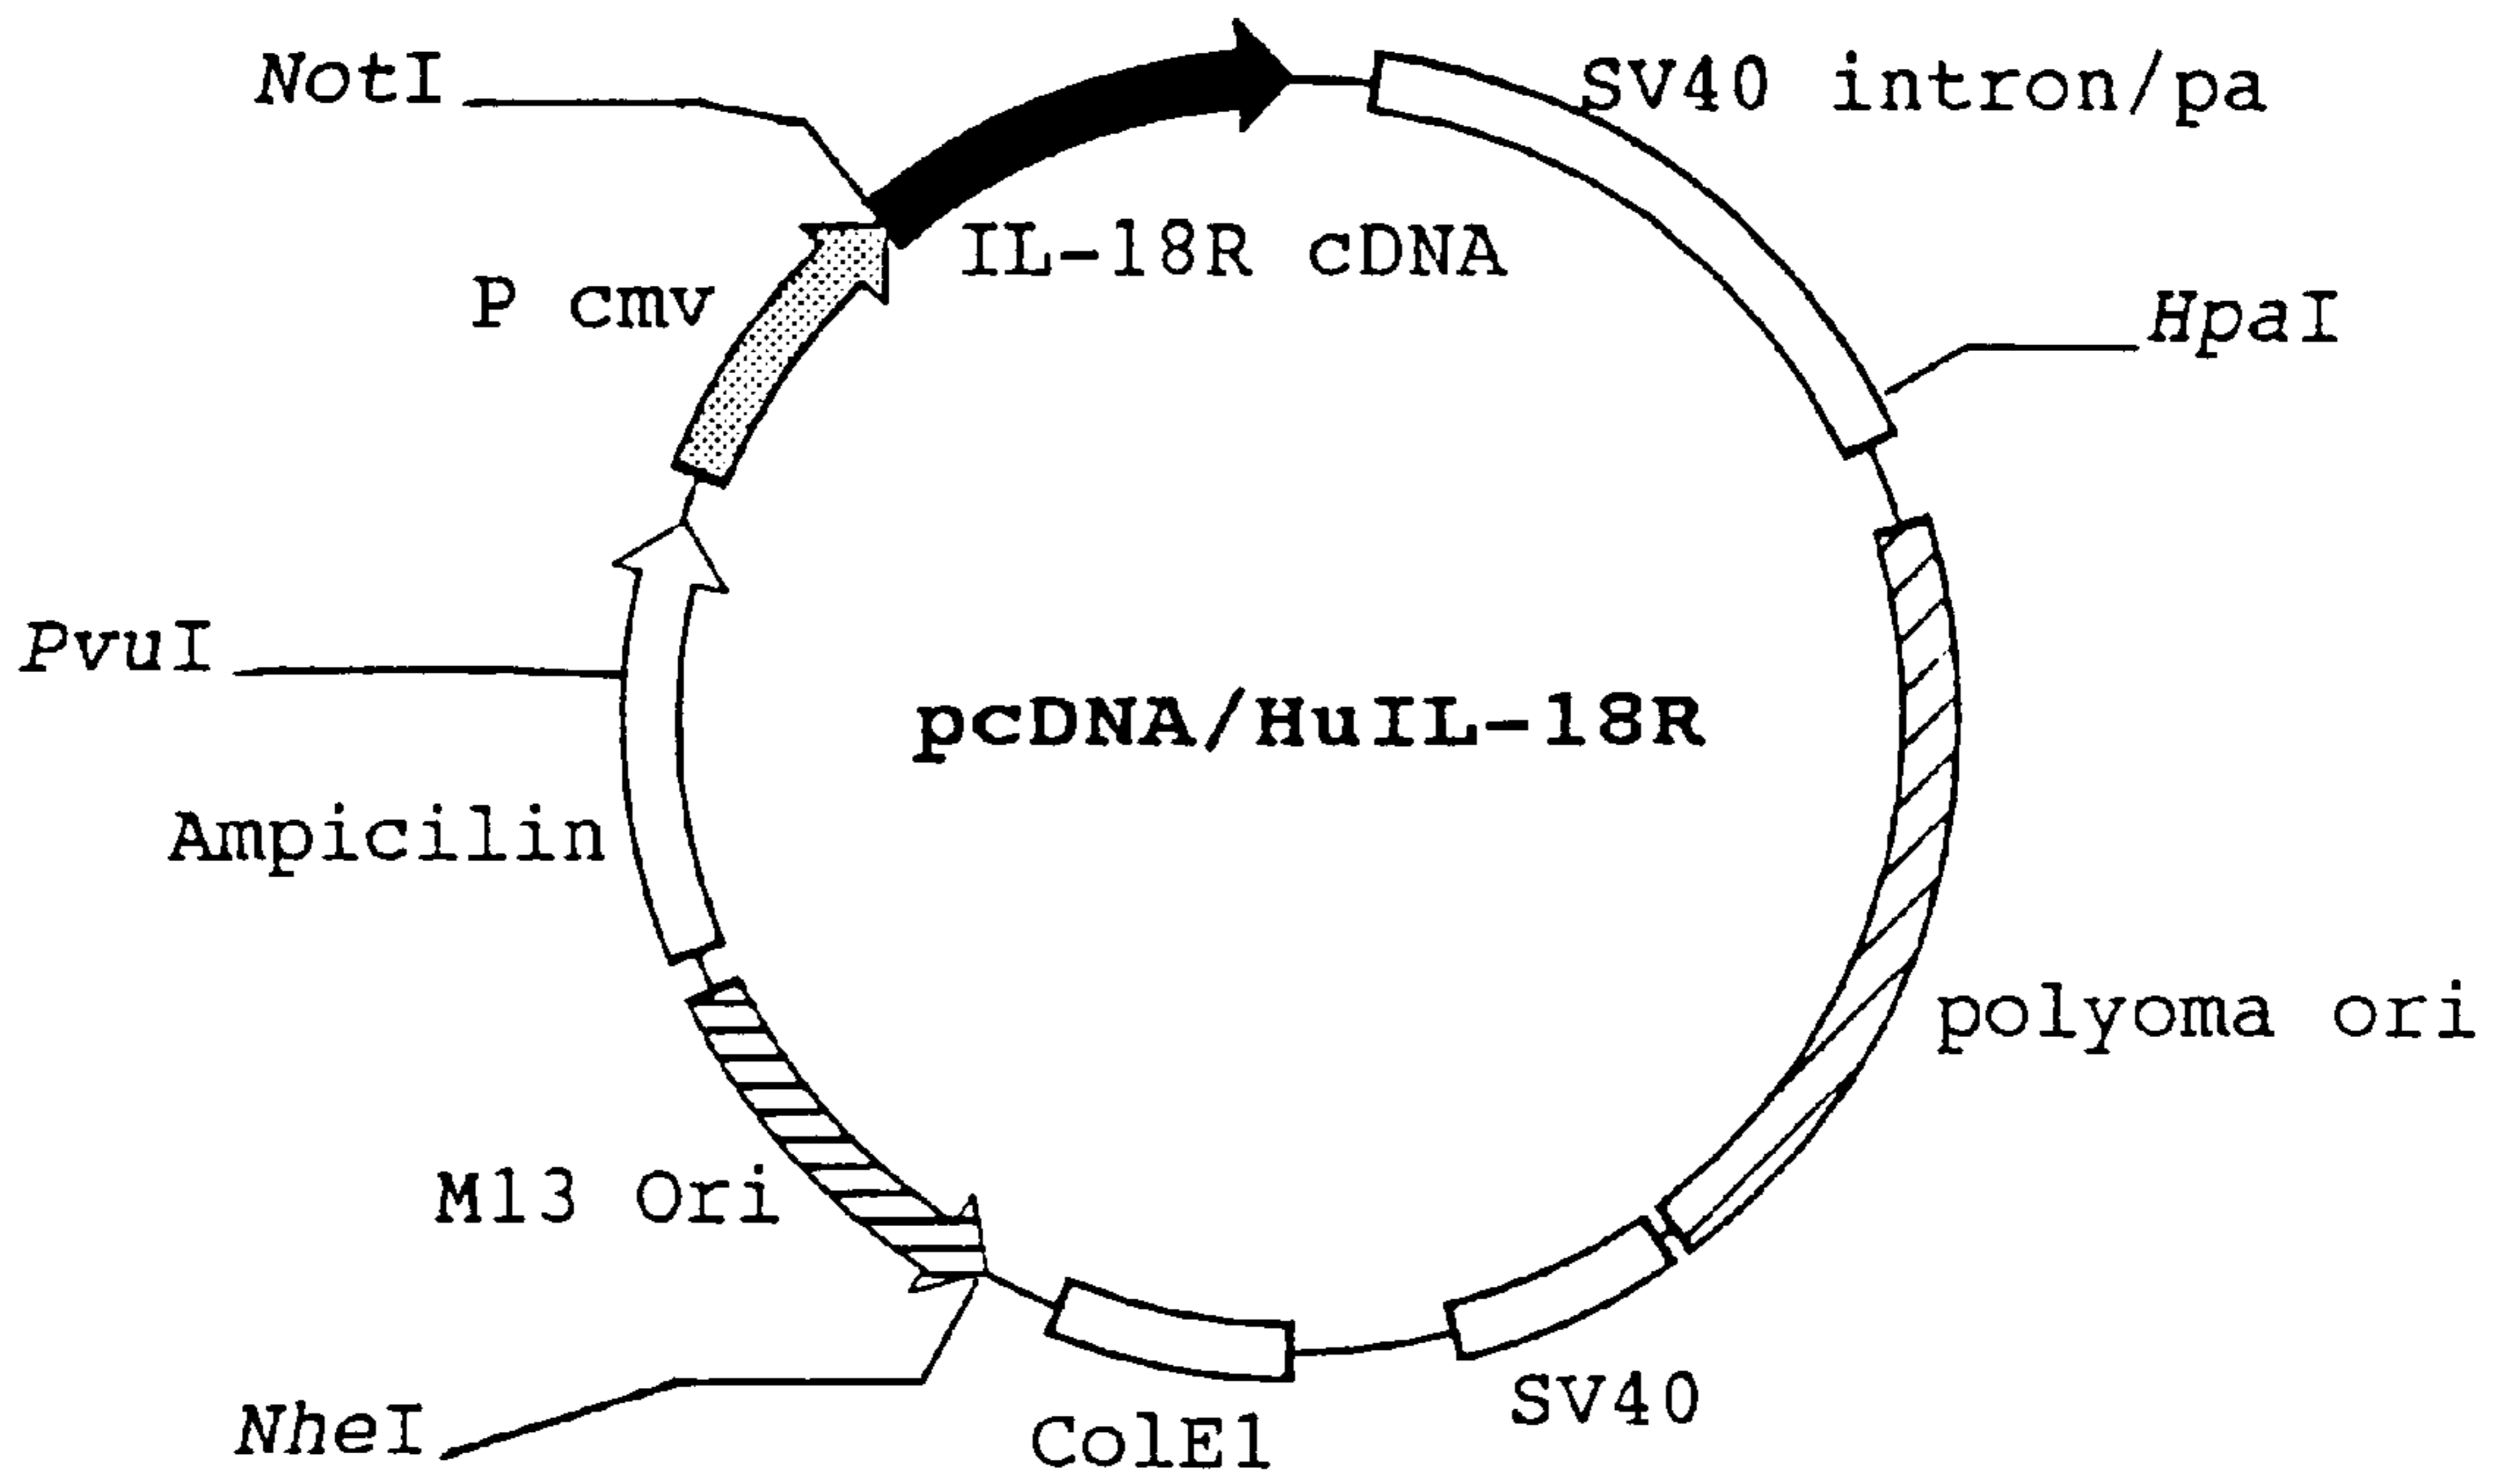 NotI
SV40 intron/pa
IL-18R cDNA
P cmv
HpaI
PvuI
pcDNA/HuIL-18R
Ampicilin
polyoma ori
M13 Ori
NheI
ColE1
SV40